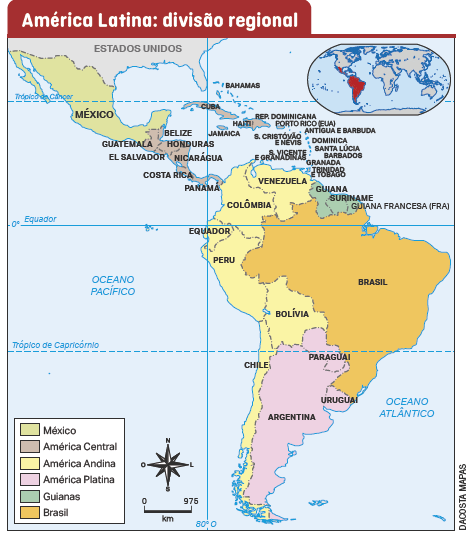 América Latina: divisão regional
ESTADOS UNIDOS
Trópico de Câncer
BAHAMAS
CUBA
MÉXICO
REP. DOMINICANA
HAITI
PORTO RICO (EUA)
JAMAICA
ANTÍGUA E BARBUDA
BELIZE
S. CRISTÓVÃO
E NÉVIS
DOMINICA
GUATEMALA
HONDURAS
SANTA LÚCIA
S. VICENTE
E GRANADINAS
BARBADOS
EL SALVADOR
NICARÁGUA
GRANADA
TRINIDAD
E TOBAGO
COSTA RICA
PANAMÁ
VENEZUELA
GUIANA
SURINAME
GUIANA FRANCESA (FRA)
COLÔMBIA
0°
Equador
EQUADOR
PERU
BRASIL
OCEANO
PACÍFICO
BOLÍVIA
Trópico de Capricórnio
PARAGUAI
CHILE
URUGUAI
OCEANO
ATLÂNTICO
ARGENTINA
México
América Central
América Andina
América Platina
Guianas
Brasil
N
O
L
S
0
975
km
80° O
DACOSTA MAPAS